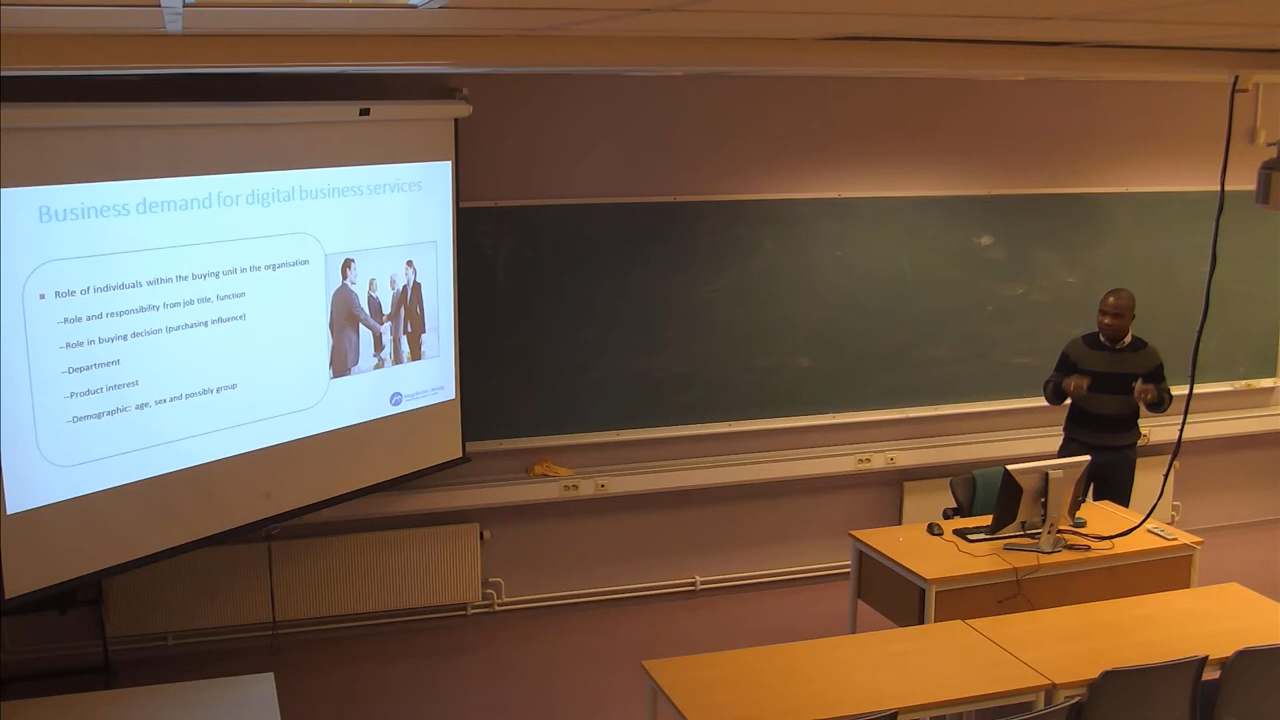 Business demand for digital business services
▪ Role of individuals within the buying unit in the organisation
–Role and responsibility from job title, function
–Role in buying decision (purchasing influence)
–Department
–Product interest
–Demographic: age, sex and possibly group